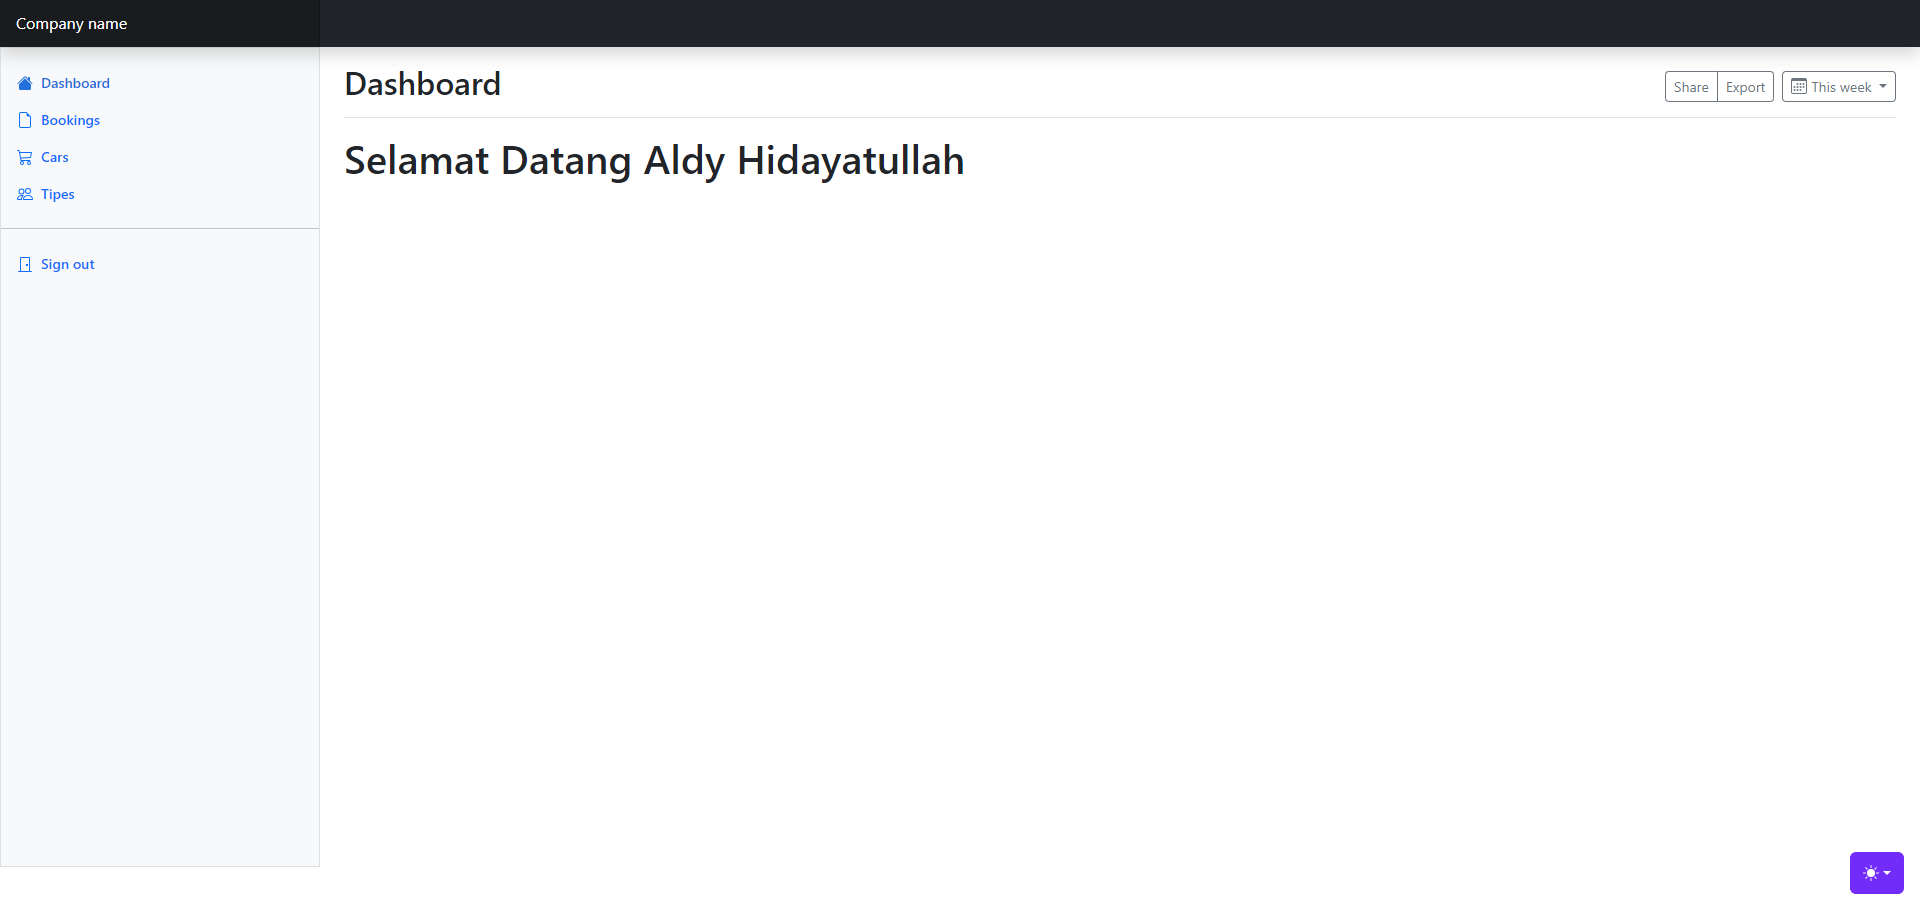 Company name
Dashboard
Bookings
Cars
Tipes
Sign out
Dashboard
Share Export This week
Selamat Datang Aldy Hidayatullah